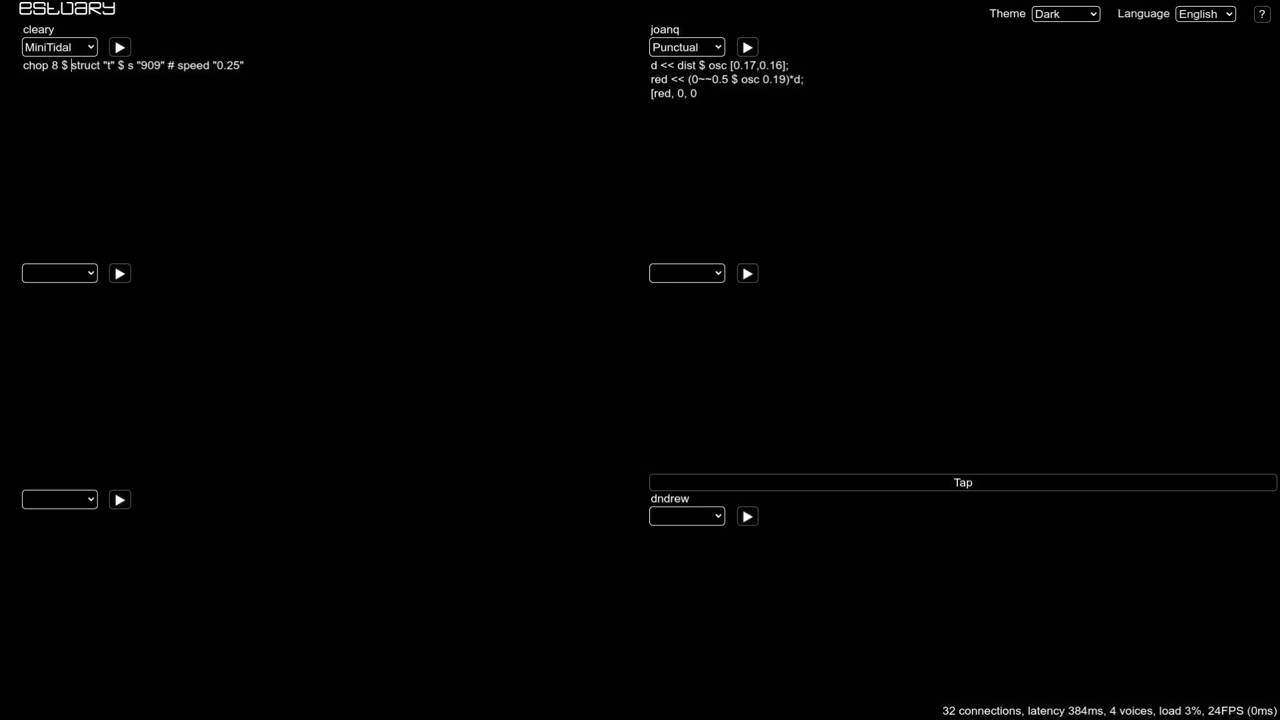 estuary
Theme Dark Language English ?
cleary
MiniTidal
chop 8 $ struct "t" $ s "909" # speed "0.25"
joanq
Punctual
d << dist $ osc [0.17,0.16];
red << (0~~0.5 $ osc 0.19)*d;
[red, 0, 0
Tap
dndrew
32 connections, latency 384ms, 4 voices, load 3%, 24FPS (0ms)